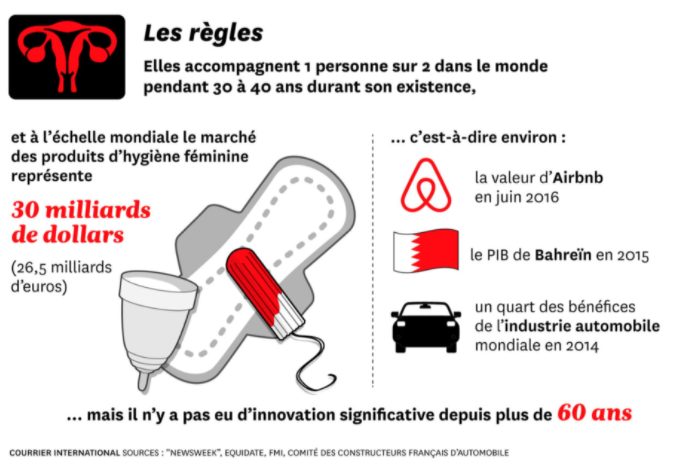 Les règles
Elles accompagnent 1 personne sur 2 dans le monde
pendant 30 à 40 ans durant son existence,
et à l'échelle mondiale le marché
des produits d'hygiène féminine
représente
30 milliards
de dollars
(26,5 milliards
d'euros)
... c'est-à-dire environ :
la valeur d'Airbnb
en juin 2016
le PIB de Bahreïn en 2015
un quart des bénéfices
de l'industrie automobile
mondiale en 2014
... mais il n'y a pas eu d'innovation significative depuis plus de 60 ans
COURRIER INTERNATIONAL SOURCES : "NEWSWEEK", EQUIDATE, FMI, COMITÉ DES CONSTRUCTEURS FRANÇAIS D'AUTOMOBILE